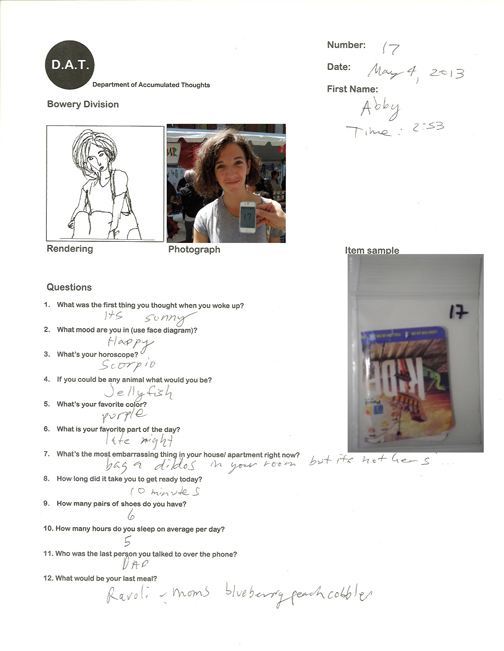 D.A.T.
Department of Accumulated Thoughts
Bowery Division
Number: 17
Date: May 4, 2013
First Name:
Abby
Time: 2:53
Rendering
Photograph
Item sample
17
Questions
1. What was the first thing you thought when you woke up?
Its sunny
2. What mood are you in (use face diagram)?
Happy
3. What's your horoscope?
Scorpio
4. If you could be any animal what would you be?
Jellyfish
5. What's your favorite color?
purple
6. What is your favorite part of the day?
late night
7. What's the most embarrassing thing in your house/ apartment right now?
bag a dildos in your room but its not hers ...
8. How long did it take you to get ready today?
10 minutes
9. How many pairs of shoes do you have?
6
10. How many hours do you sleep on average per day?
5
11. Who was the last person you talked to over the phone?
DAD
12. What would be your last meal?
Ravoli - moms blueberry peach cobbler